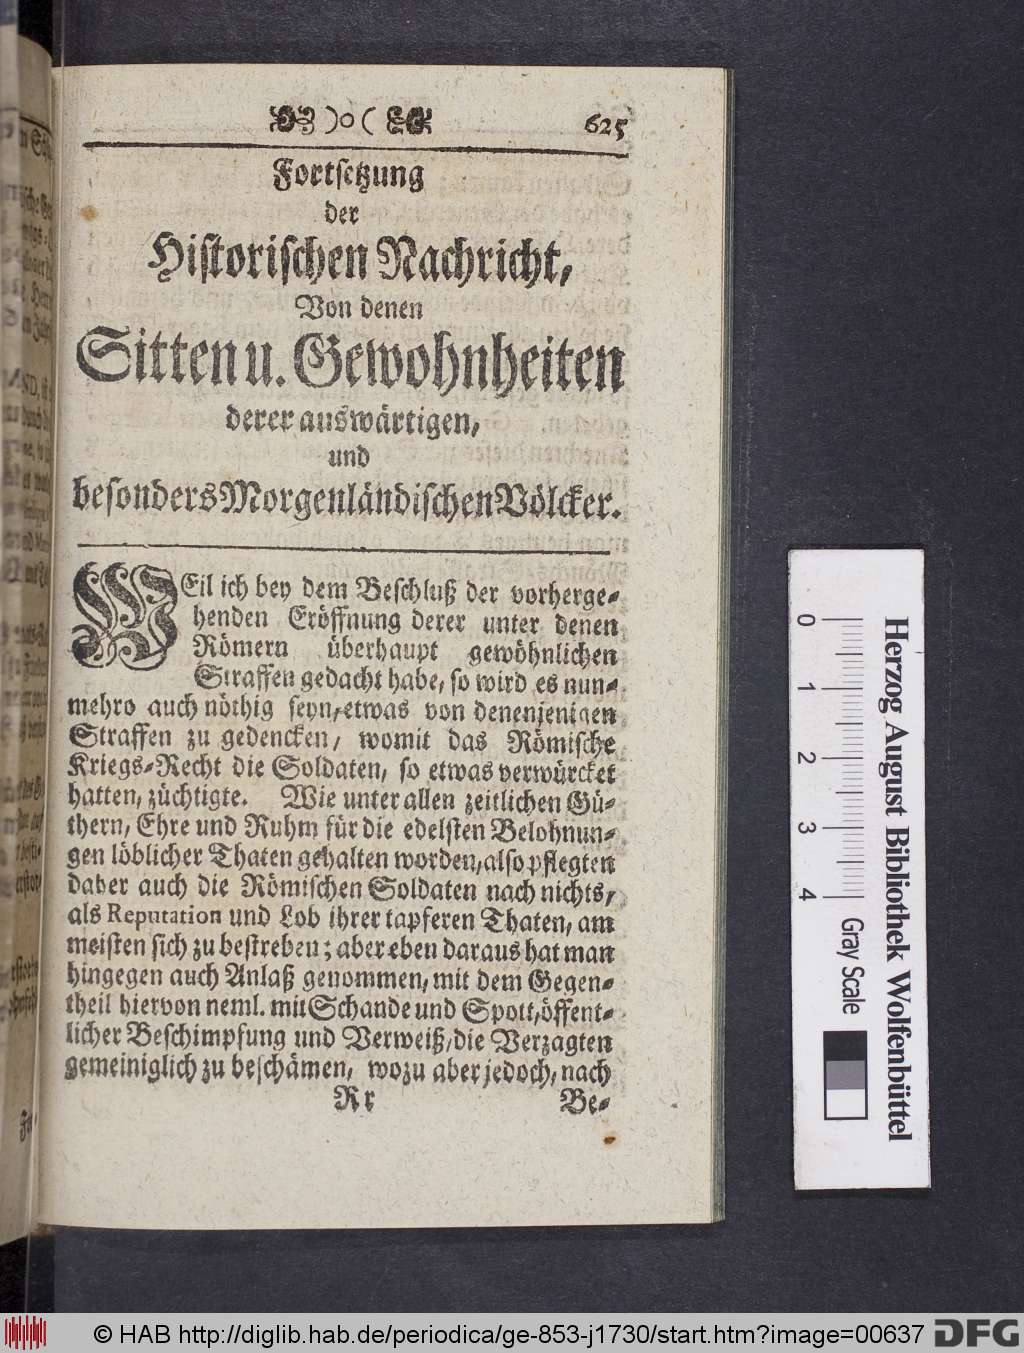 )o( 625
Fortsetzung
der
Historischen Nachricht,
Von denen
Sitten u. Gewohnheiten
derer auswärtigen,
und
besonders Morgenländischen Völcker.
WEil ich bey dem Beschluß der vorherge-
henden Eröffnung derer unter denen
Römern überhaupt gewöhnlichen
Straffen gedacht habe, so wird es nun-
mehro auch nöthig seyn, etwas von denenjenigen
Straffen zu gedencken, womit das Römische
Kriegs-Recht die Soldaten, so etwas verwürcket
hatten, züchtigte. Wie unter allen zeitlichen Gü-
thern, Ehre und Ruhm für die edelsten Belohnun-
gen löblicher Thaten gehalten worden, also pflegten
daher auch die Römischen Soldaten nach nichts,
als Reputation und Lob ihrer tapferen Thaten, am
meisten sich zu bestreben; aber eben daraus hat man
hingegen auch Anlaß genommen, mit dem Gegen-
theil hiervon neml. mit Schande und Spott, öffent-
licher Beschimpfung und Verweiß, die Verzagten
gemeiniglich zu beschämen, wozu aber jedoch, nach
Rr Be-
0 1 2 3 4
Gray Scale
Herzog August Bibliothek Wolfenbüttel
© HAB http://diglib.hab.de/periodica/ge-853-j1730/start.htm?image=00637 DFG